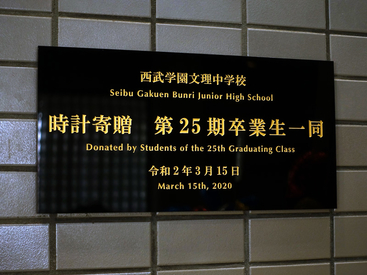 西武学園文理中学校
Seibu Gakuen Bunri Junior High School
時計寄贈　第25期卒業生一同
Donated by Students of the 25th Graduating Class
令和2年3月15日
March 15th, 2020